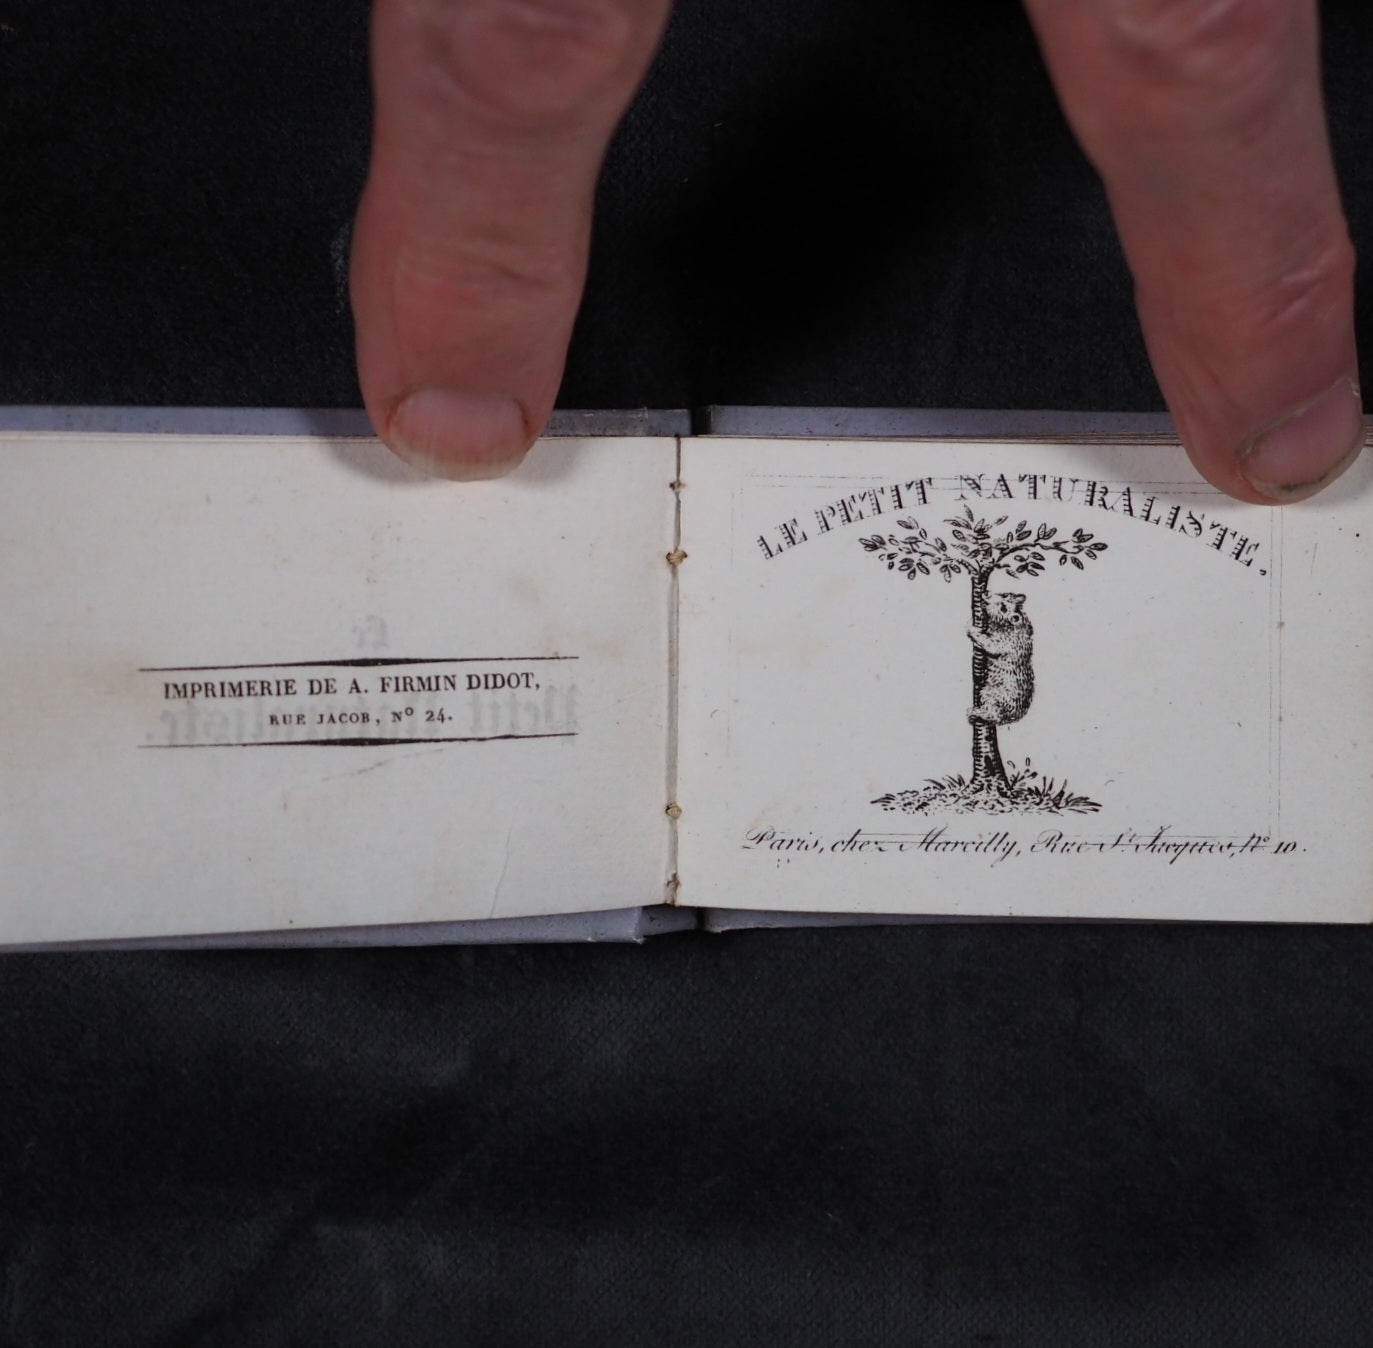 IMPRIMERIE DE A. FIRMIN DIDOT,
RUE JACOB, Nº 24.
LE PETIT NATURALISTE.
Paris, chez Marcilly, Rue St. Jacques, Nº 10.